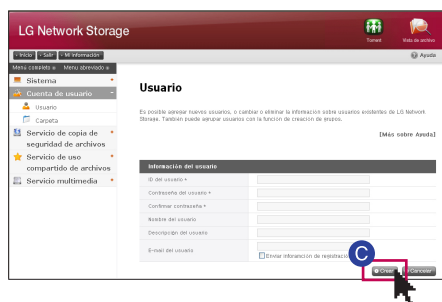 LG Network Storage
Torrent
Vista de archivo
Inicio Salir Mi Información
Ayuda
Menú completo Menú abreviado
Sistema
Cuenta de usuario
Usuario
Carpeta
Servicio de copia de
seguridad de archivos
Servicio de uso
compartido de archivos
Servicio multimedia
Usuario
Es posible agregar nuevos usuarios, o cambiar o eliminar la información sobre usuarios existentes de LG Network
Storage. También puede agrupar usuarios con la función de creación de grupos.
[Más sobre Ayuda]
Información del usuario
ID del usuario *
Contraseña del usuario *
Confirmar contraseña *
Nombre del usuario
Descripción del usuario
E-mail del usuario
Enviar inforamción de registración
C
Crear
Cancelar